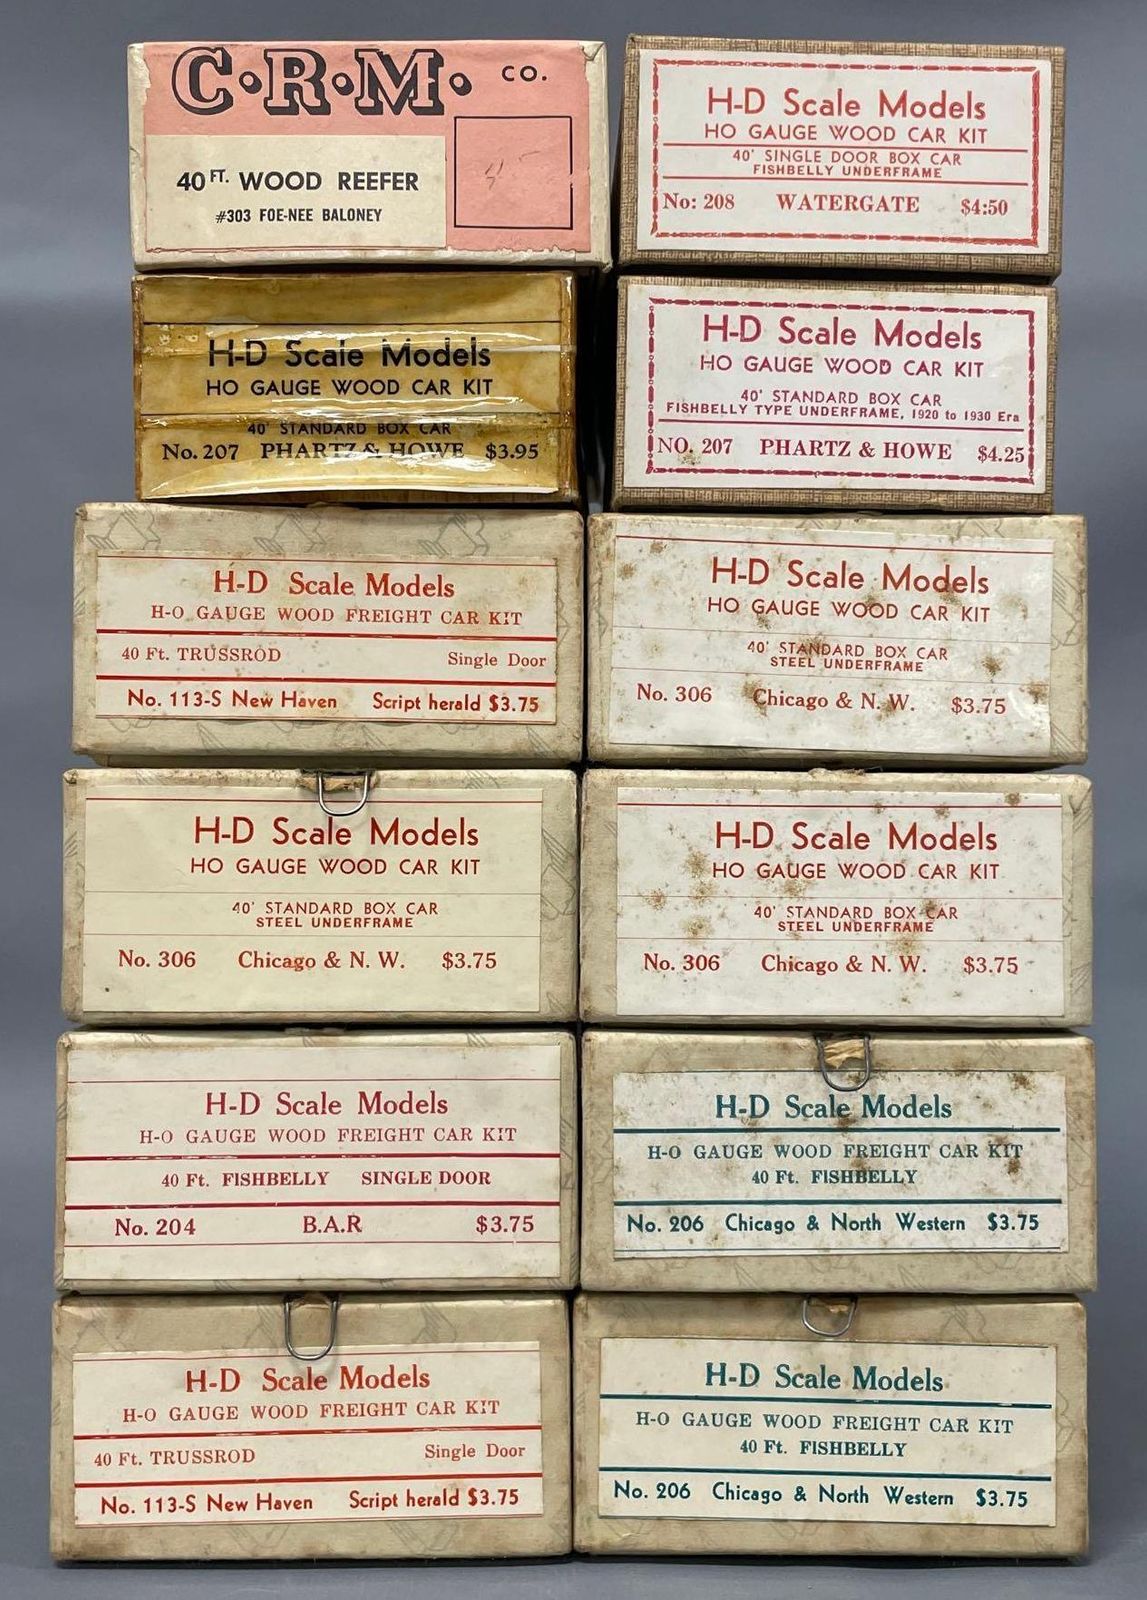 C·R·M· CO.
40 FT. WOOD REEFER
#303 FOE-NEE BALONEY
H-D Scale Models
HO GAUGE WOOD CAR KIT
40' SINGLE DOOR BOX CAR
FISHBELLY UNDERFRAME
No: 208 WATERGATE $4:50
H-D Scale Models
HO GAUGE WOOD CAR KIT
40' STANDARD BOX CAR
No. 207 PHARTZ & HOWE $3.95
H-D Scale Models
HO GAUGE WOOD CAR KIT
40' STANDARD BOX CAR
FISHBELLY TYPE UNDERFRAME, 1920 to 1930 Era
NO. 207 PHARTZ & HOWE $4.25
H-D Scale Models
H-O GAUGE WOOD FREIGHT CAR KIT
40 Ft. TRUSSROD Single Door
No. 113-S New Haven Script herald $3.75
H-D Scale Models
HO GAUGE WOOD CAR KIT
40' STANDARD BOX CAR
STEEL UNDERFRAME
No. 306 Chicago & N. W. $3.75
H-D Scale Models
HO GAUGE WOOD CAR KIT
40' STANDARD BOX CAR
STEEL UNDERFRAME
No. 306 Chicago & N. W. $3.75
H-D Scale Models
HO GAUGE WOOD CAR KIT
40' STANDARD BOX CAR
STEEL UNDERFRAME
No. 306 Chicago & N. W. $3.75
H-D Scale Models
H-O GAUGE WOOD FREIGHT CAR KIT
40 Ft. FISHBELLY SINGLE DOOR
No. 204 B.A.R $3.75
H-D Scale Models
H-O GAUGE WOOD FREIGHT CAR KIT
40 Ft. FISHBELLY
No. 206 Chicago & North Western $3.75
H-D Scale Models
H-O GAUGE WOOD FREIGHT CAR KIT
40 Ft. TRUSSROD Single Door
No. 113-S New Haven Script herald $3.75
H-D Scale Models
H-O GAUGE WOOD FREIGHT CAR KIT
40 Ft. FISHBELLY
No. 206 Chicago & North Western $3.75